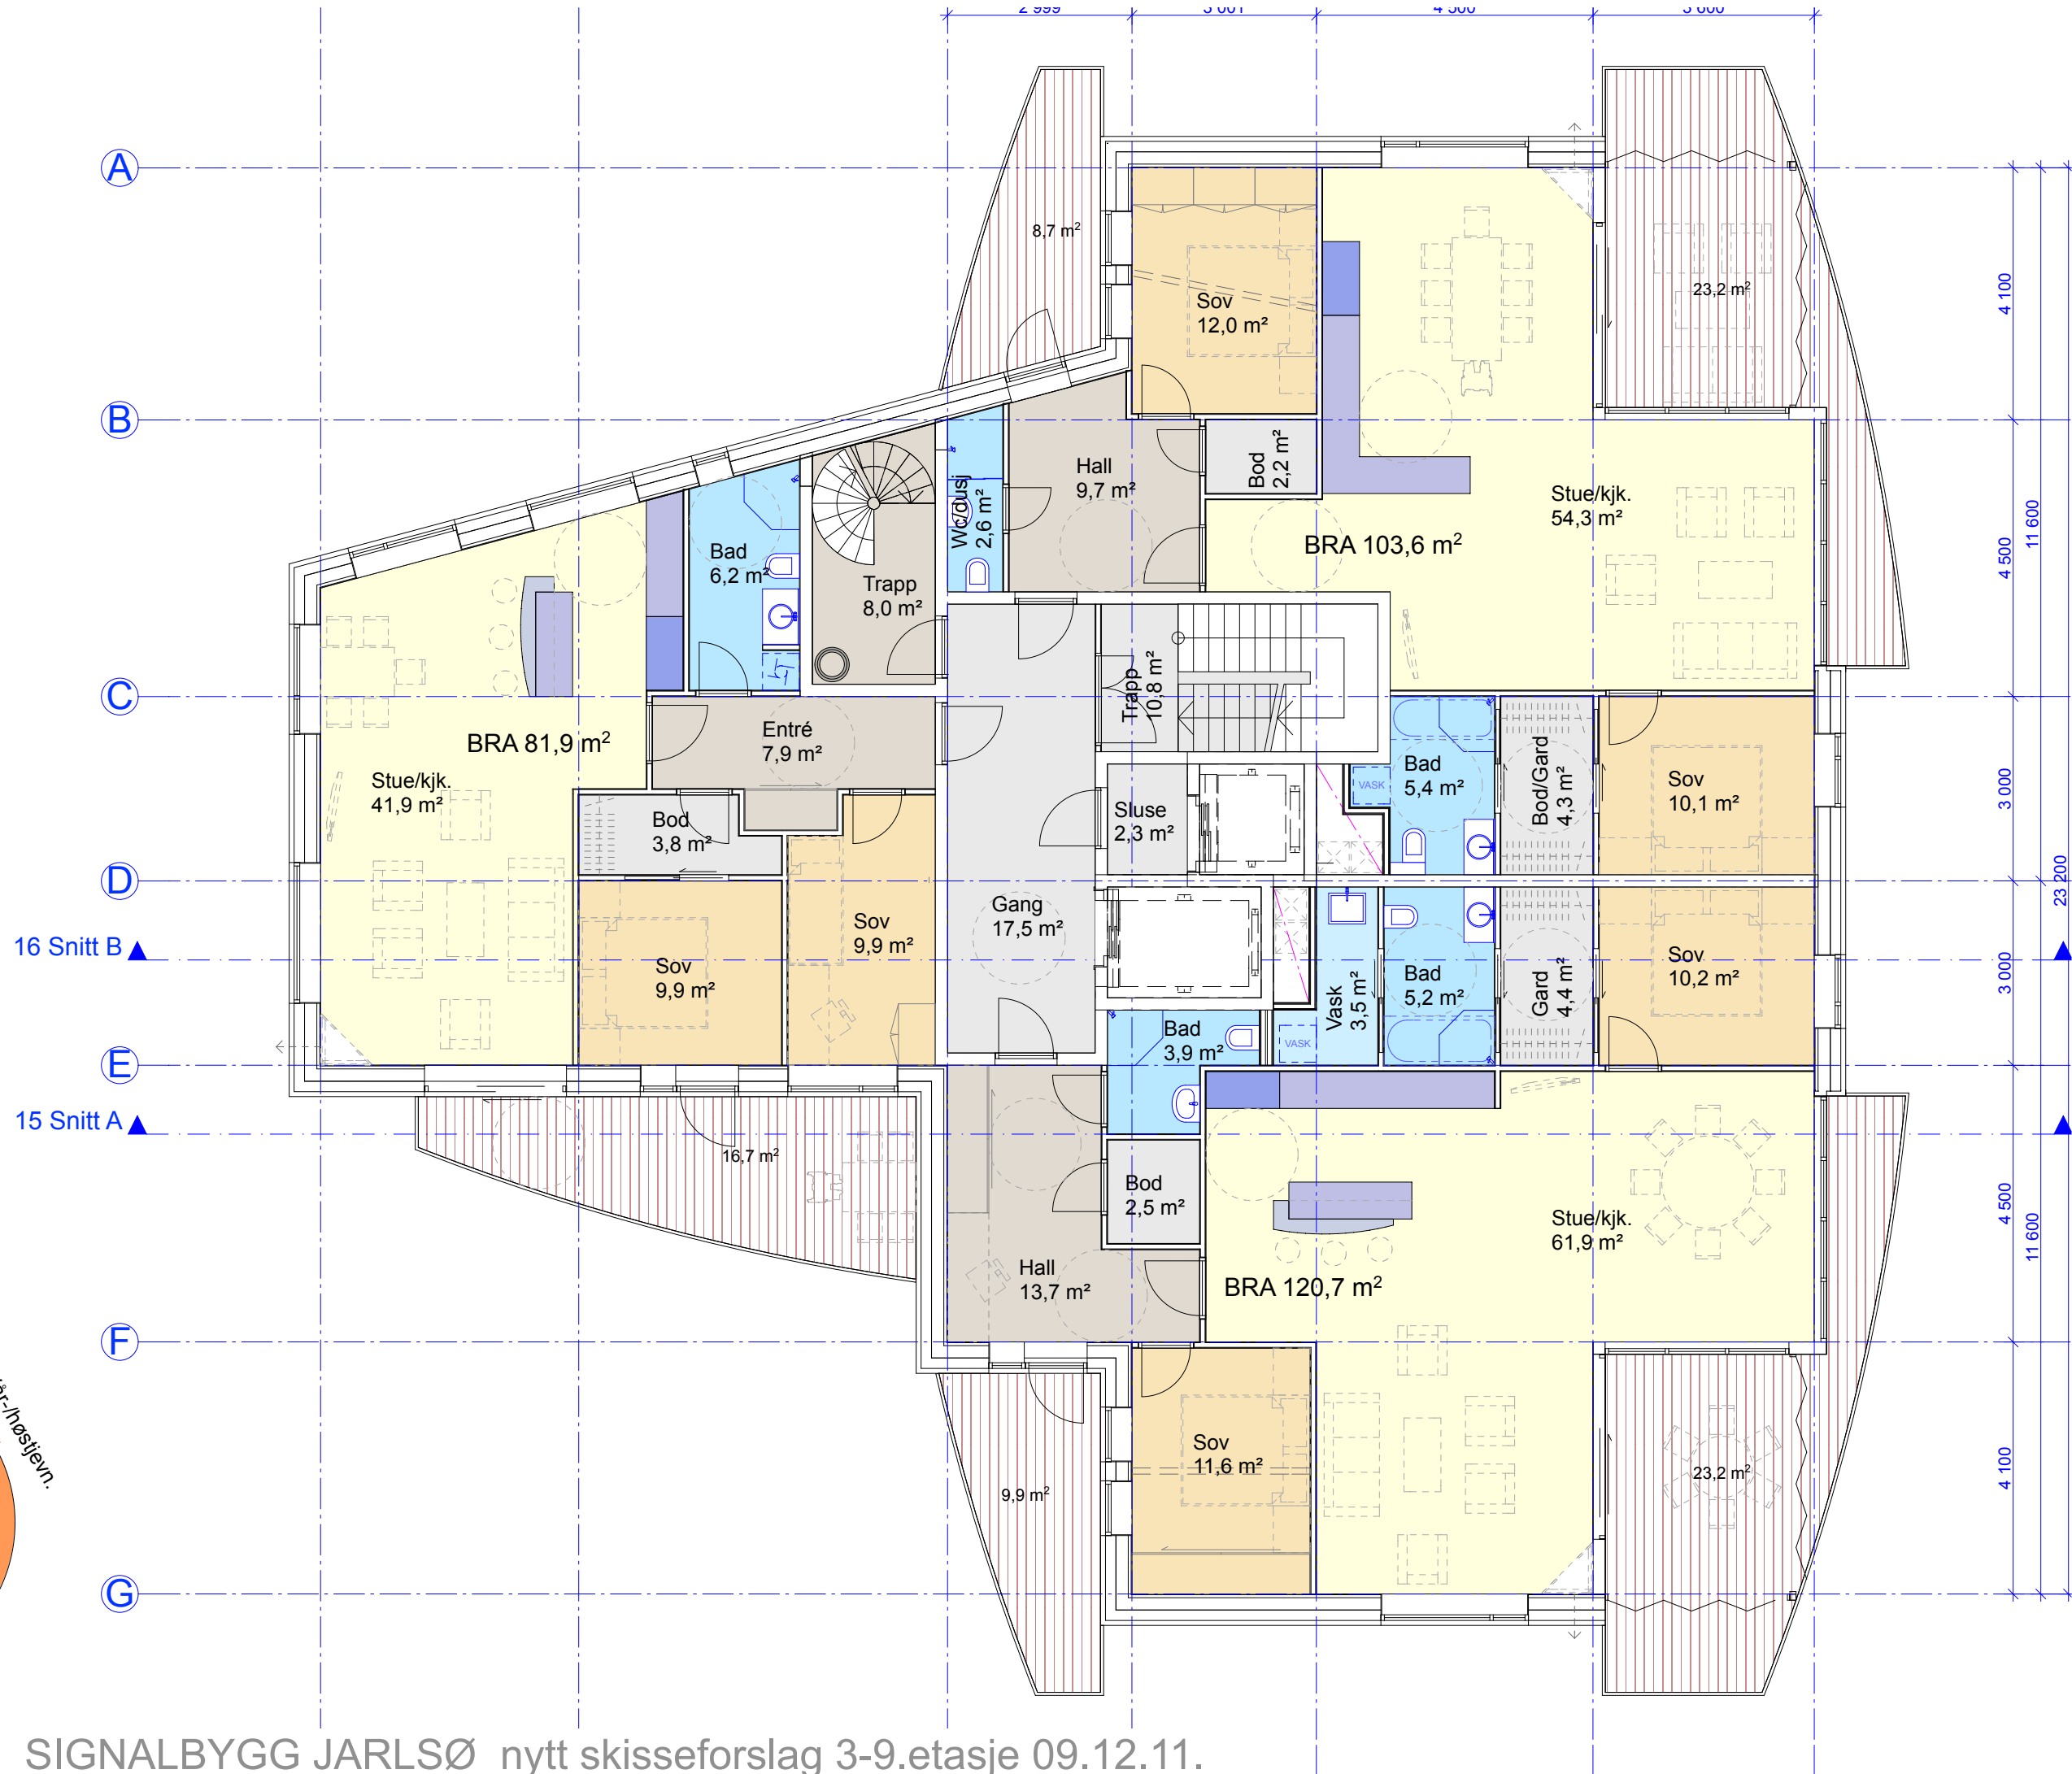 2 999
3 001
4 500
3 600
A
B
C
D
E
F
G
16 Snitt B
15 Snitt A
8,7 m²
Sov
12,0 m²
23,2 m²
4 100
Hall
9,7 m²
Bod
2,2 m²
Wc/dusj
2,6 m²
Stue/kjk.
54,3 m²
BRA 103,6 m²
4 500
11 600
Bad
6,2 m²
Trapp
8,0 m²
Trapp
10,8 m²
Entré
7,9 m²
BRA 81,9 m²
Stue/kjk.
41,9 m²
Bod
3,8 m²
Sluse
2,3 m²
VASK
Bad
5,4 m²
Bod/Gard
4,3 m²
Sov
10,1 m²
3 000
23 200
Sov
9,9 m²
Sov
9,9 m²
Gang
17,5 m²
Vask
3,5 m²
VASK
Bad
5,2 m²
Gard
4,4 m²
Sov
10,2 m²
3 000
Bad
3,9 m²
16,7 m²
Bod
2,5 m²
Stue/kjk.
61,9 m²
Hall
13,7 m²
BRA 120,7 m²
4 500
11 600
Sov
11,6 m²
9,9 m²
23,2 m²
4 100
SIGNALBYGG JARLSØ nytt skisseforslag 3-9.etasje 09.12.11.